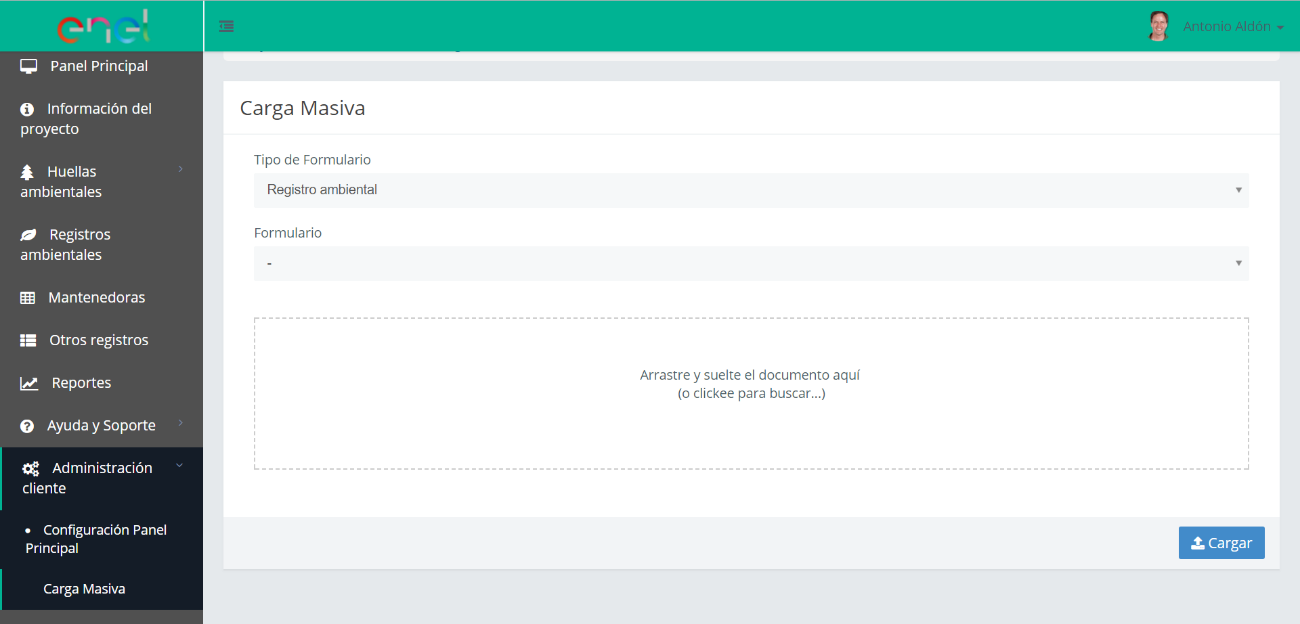 enel
Antonio Aldón
Panel Principal
Información del
proyecto
Huellas
ambientales
Registros
ambientales
Mantenedoras
Otros registros
Reportes
Ayuda y Soporte
Administración
cliente
Configuración Panel
Principal
Carga Masiva
Carga Masiva
Tipo de Formulario
Registro ambiental
Formulario
-
Arrastre y suelte el documento aquí
(o clickee para buscar...)
Cargar